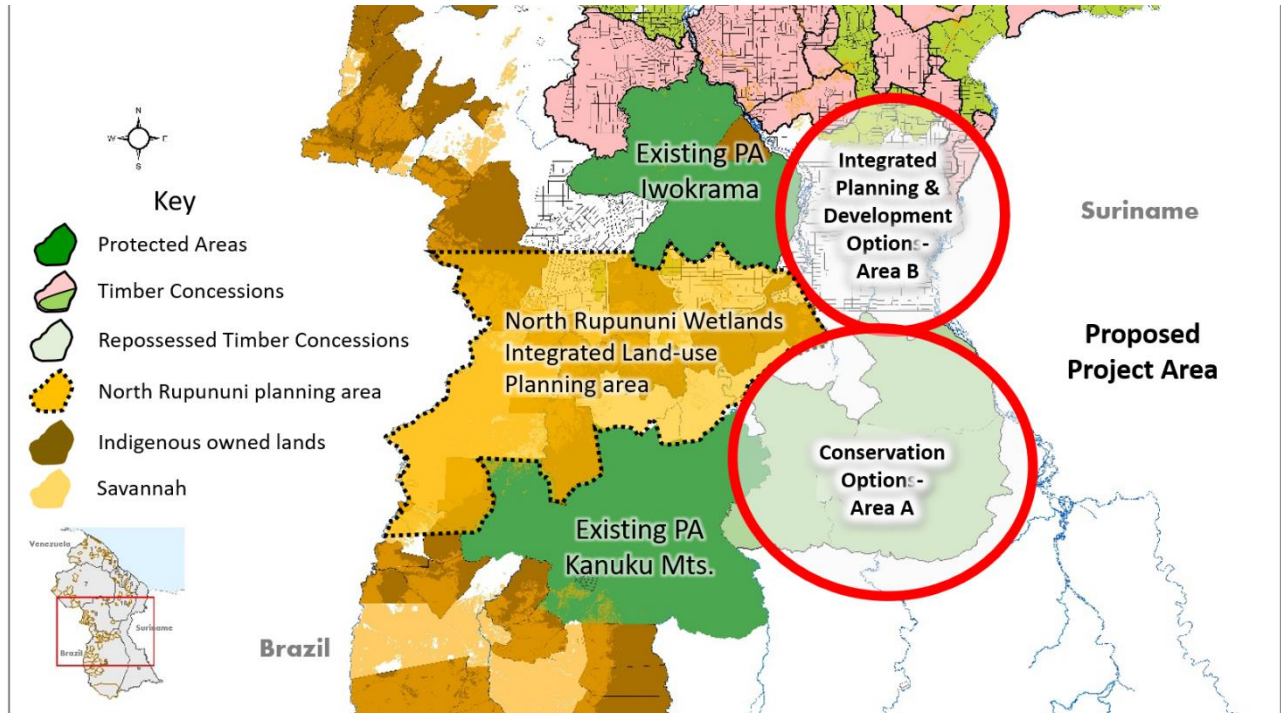 N
W
E
S
Key
Protected Areas
Timber Concessions
Repossessed Timber Concessions
North Rupununi planning area
Indigenous owned lands
Savannah
Venezuela
Suriname
Brazil
Existing PA
Iwokrama
North Rupununi Wetlands
Integrated Land-use
Planning area
Existing PA
Kanuku Mts.
Brazil
Integrated
Planning &
Development
Options-
Area B
Conservation
Options-
Area A
Suriname
Proposed
Project Area